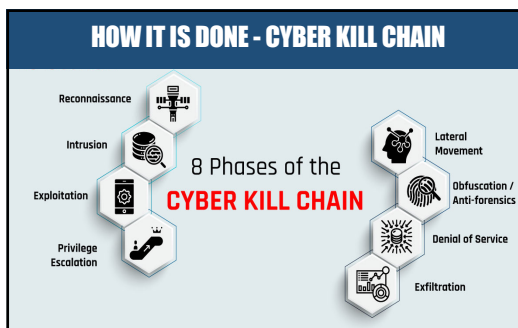 HOW IT IS DONE - CYBER KILL CHAIN
Reconnaissance
Intrusion
Exploitation
Privilege
Escalation
8 Phases of the
CYBER KILL CHAIN
Lateral
Movement
Obfuscation /
Anti-forensics
Denial of Service
Exfiltration